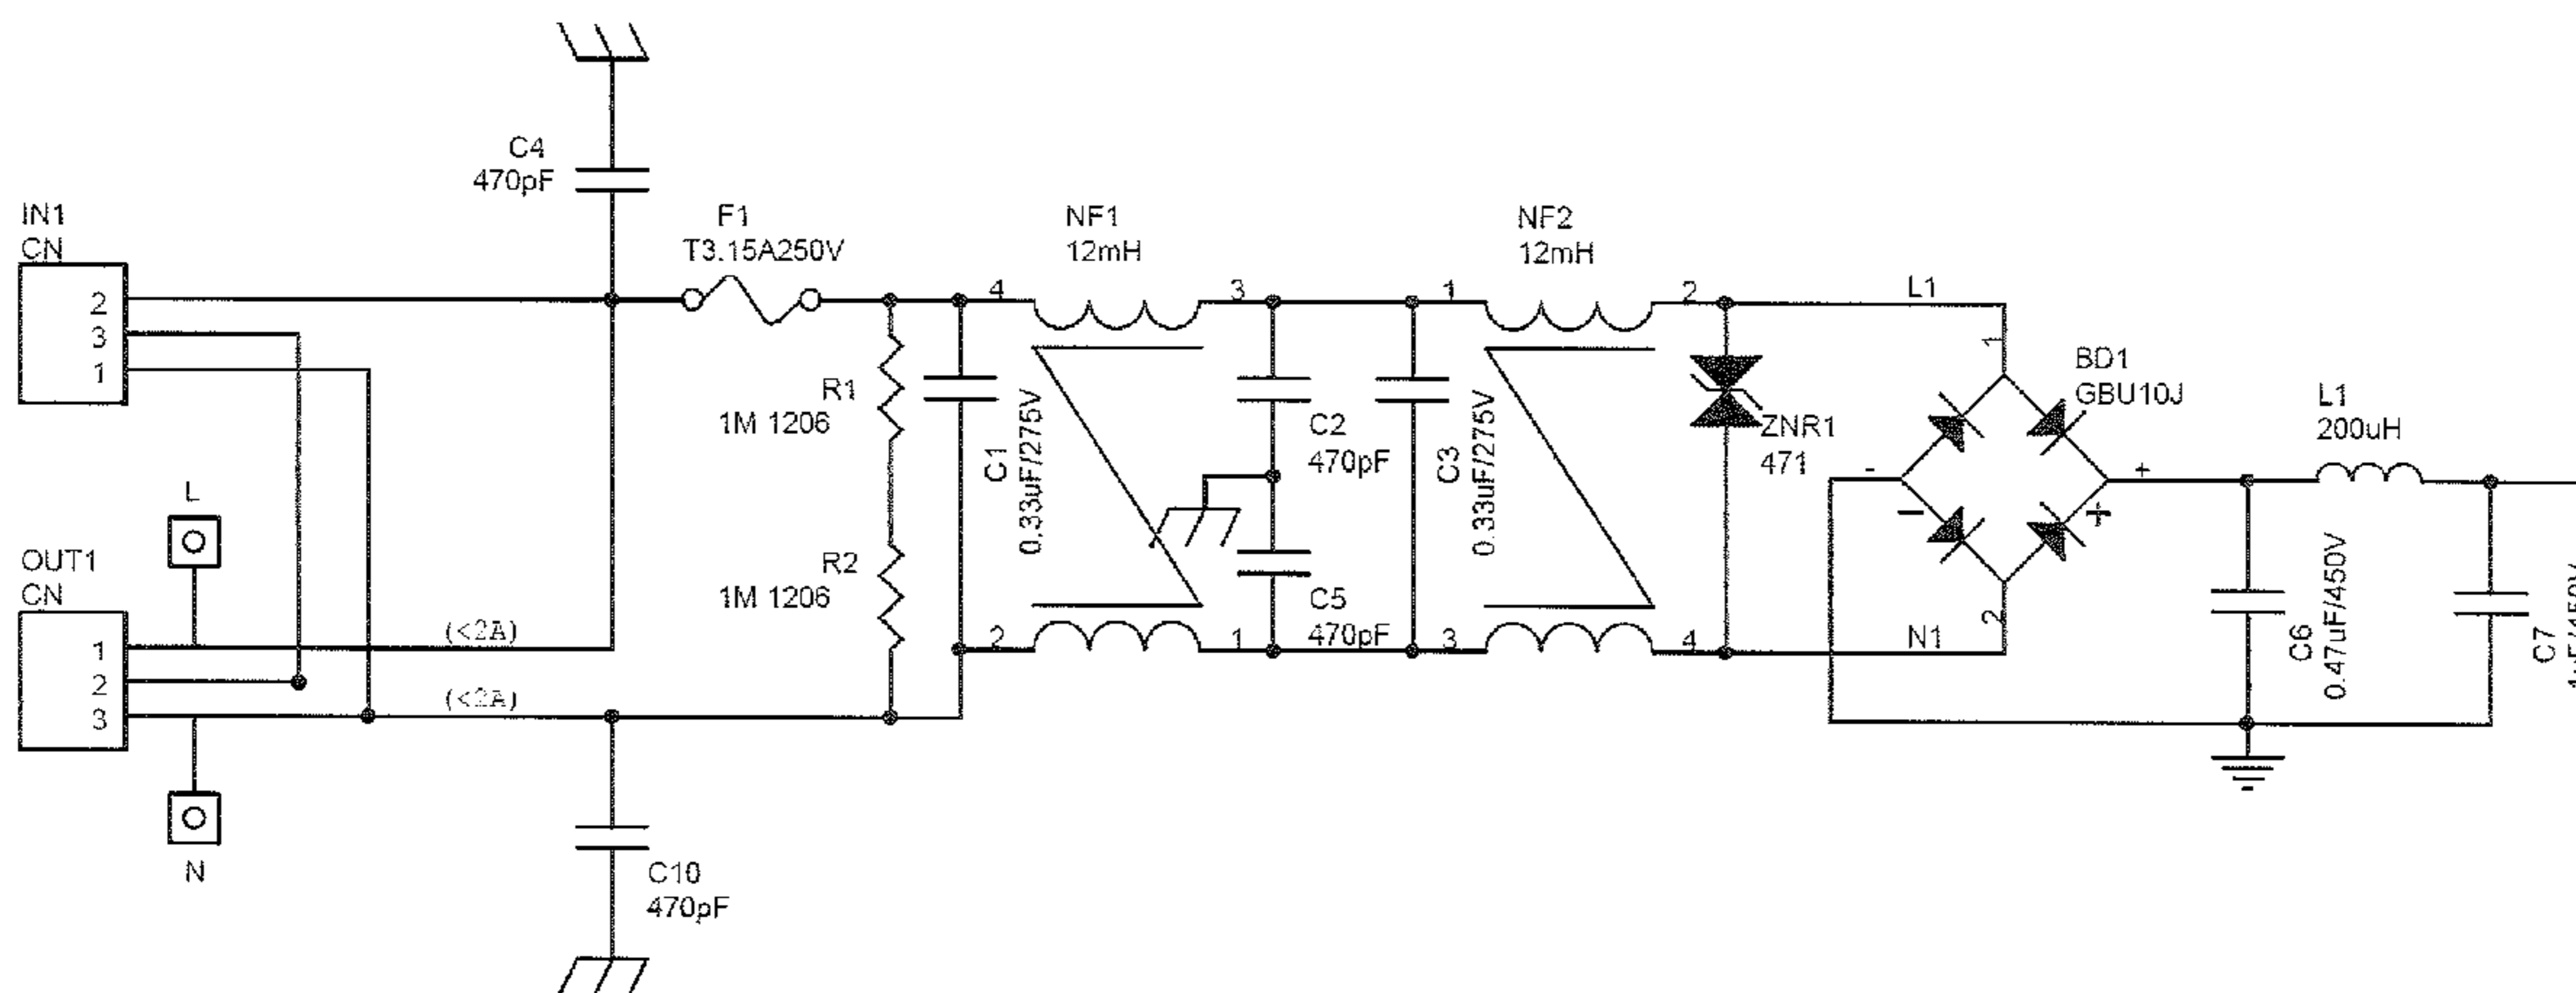 C4
470pF
IN1
CN
2
3
1
F1
T3.15A250V
NF1
12mH
4
3
NF2
12mH
1
2
L1
1
BD1
GBU10J
R1
1M 1206
C1
0.33uF/275V
C2
470pF
C3
0.33uF/275V
ZNR1
471
-
+
-
+
L1
200uH
L
OUT1
CN
1
2
3
(<2A)
(<2A)
R2
1M 1206
2
1
C5
470pF
3
4
N1
2
C6
0.47uF/450V
C7
N
C10
470pF